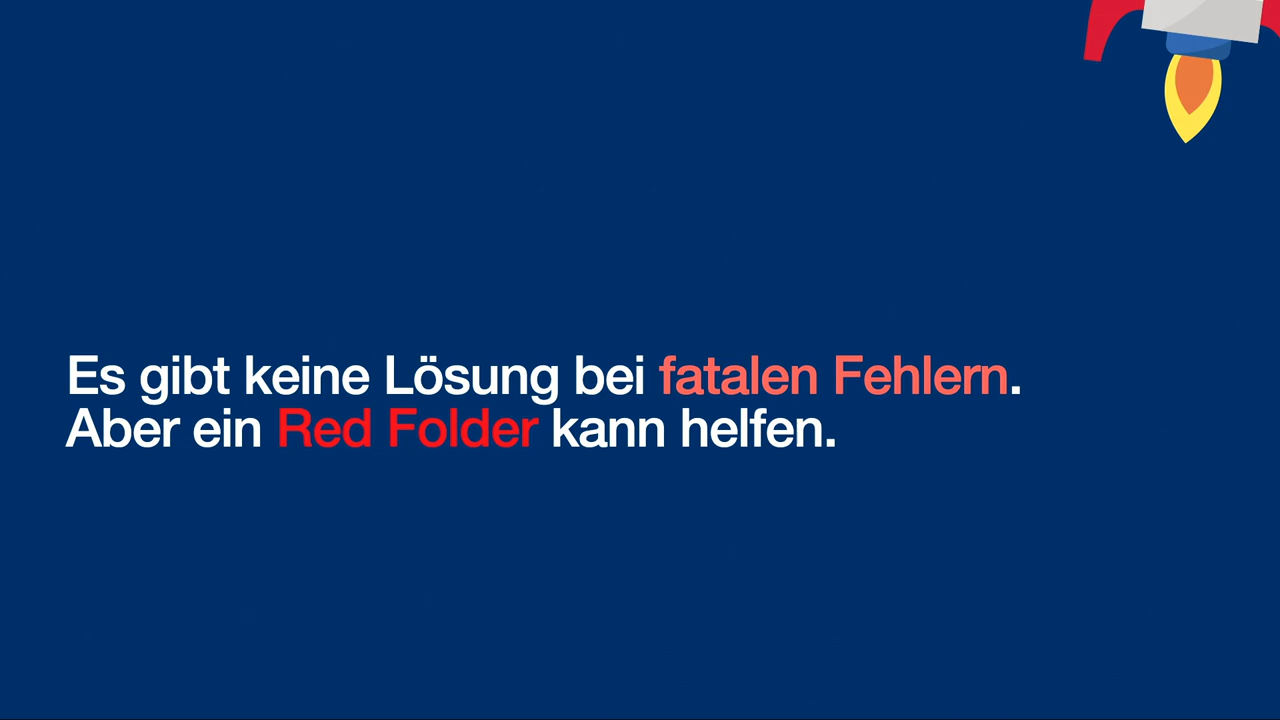 Es gibt keine Lösung bei fatalen Fehlern.
Aber ein Red Folder kann helfen.